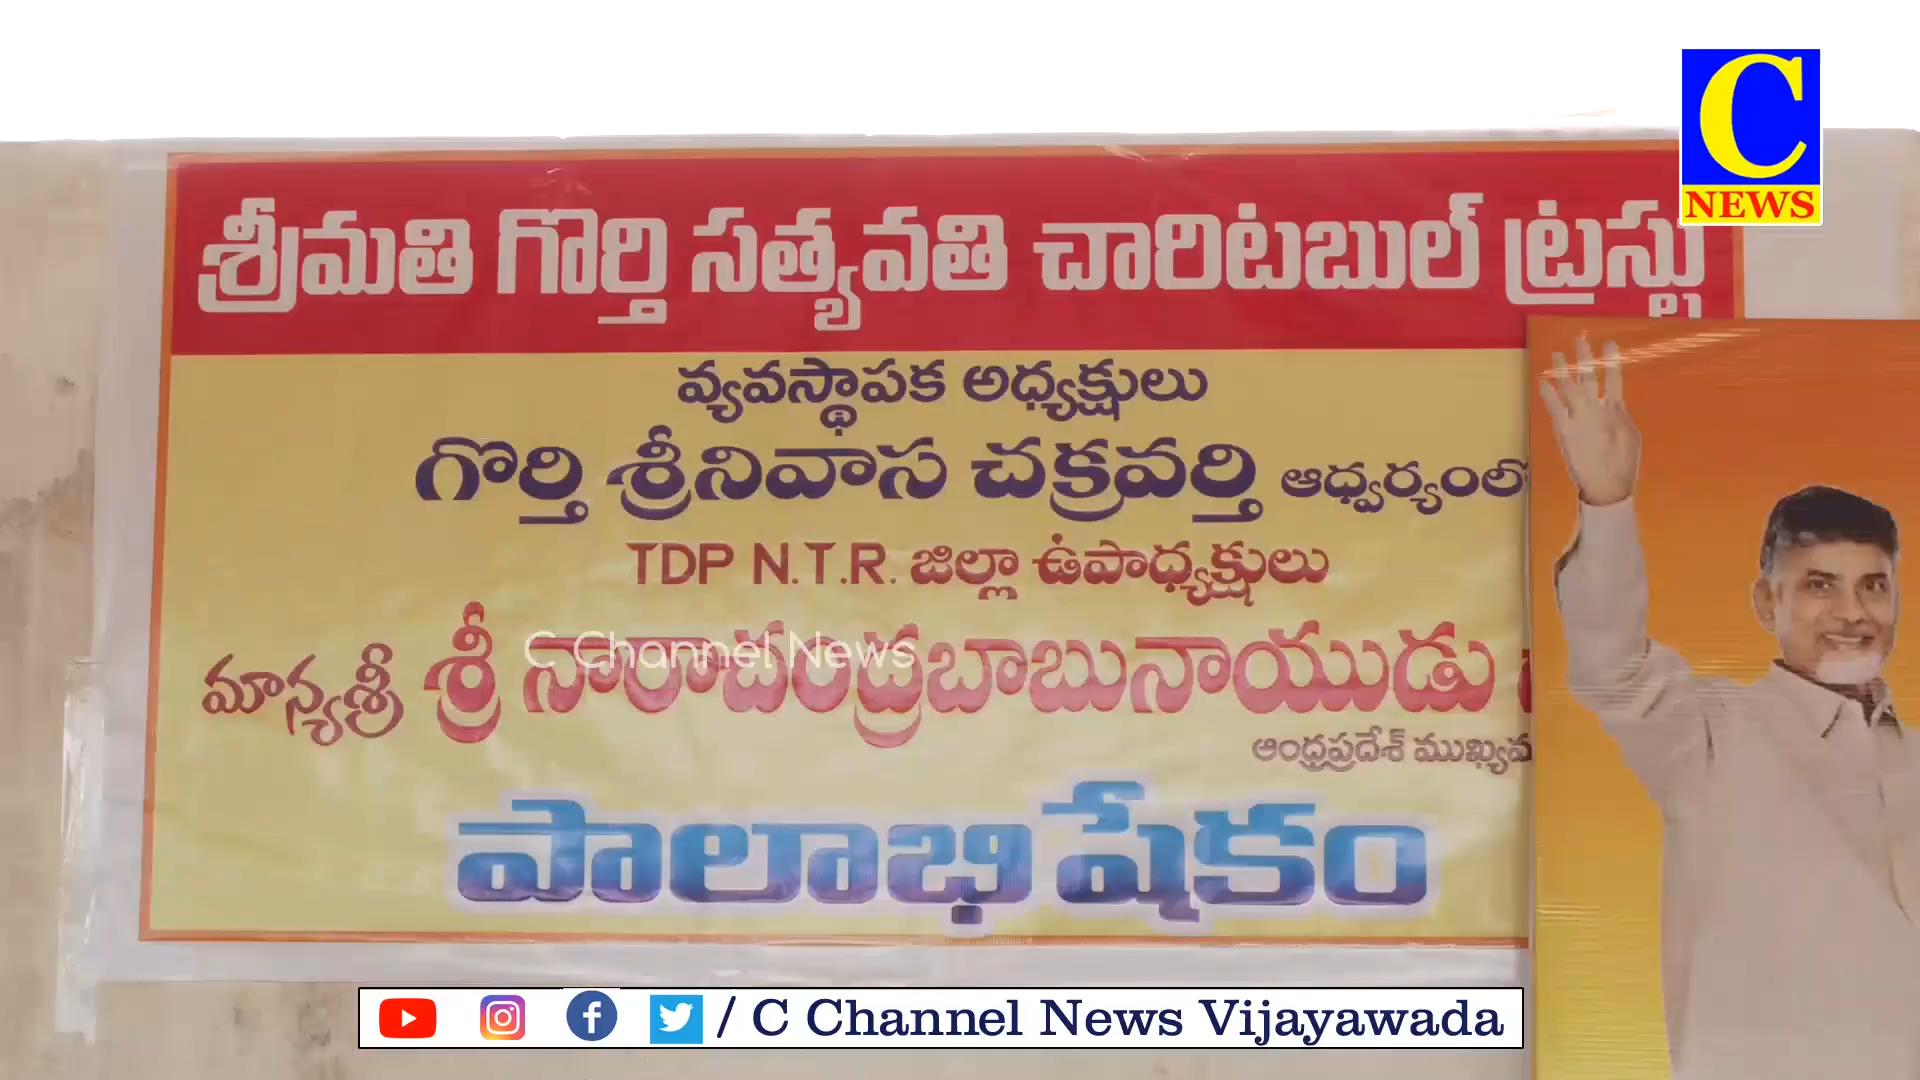 C
NEWS
శ్రీమతి గొర్తి సత్యవతి చారిటబుల్ ట్రస్టు
వ్యవస్థాపక అధ్యక్షులు
గొర్తి శ్రీనివాస చక్రవర్తి ఆధ్వర్యంలో
TDP N.T.R. జిల్లా ఉపాధ్యక్షులు
మాన్యశ్రీ శ్రీ నారాచంద్రబాబునాయుడు
C Channel News
ఆంధ్రప్రదేశ్
పాలాభిషేకం
/ C Channel News Vijayawada